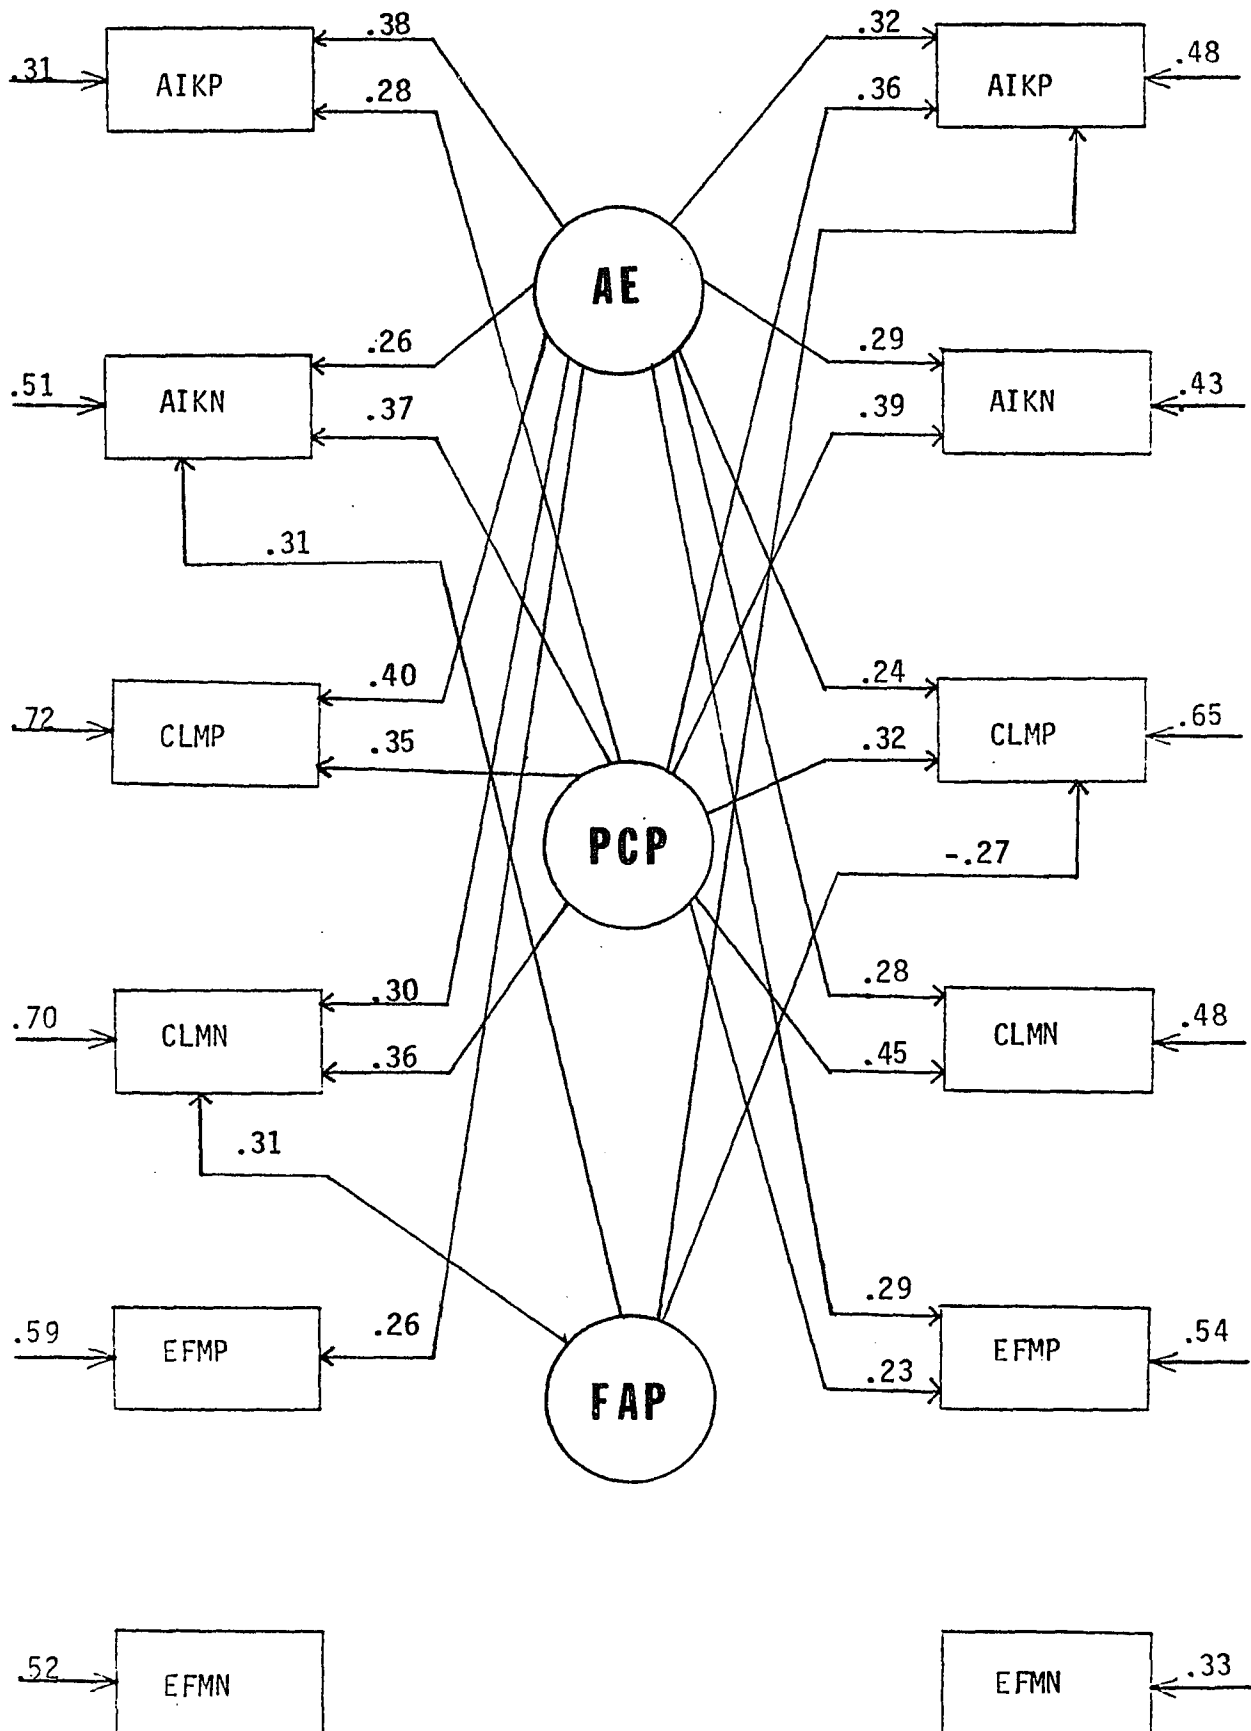 .38
.32
.31
AIKP
AIKP
.48
.28
.36
AE
.26
.29
.51
AIKN
AIKN
.43
.37
.39
.31
.40
.24
.72
CLMP
CLMP
.65
.35
.32
PCP
-.27
.30
.28
.70
CLMN
CLMN
.48
.36
.45
.31
.29
.59
EFMP
.26
EFMP
.54
.23
FAP
.52
EFMN
EFMN
.33